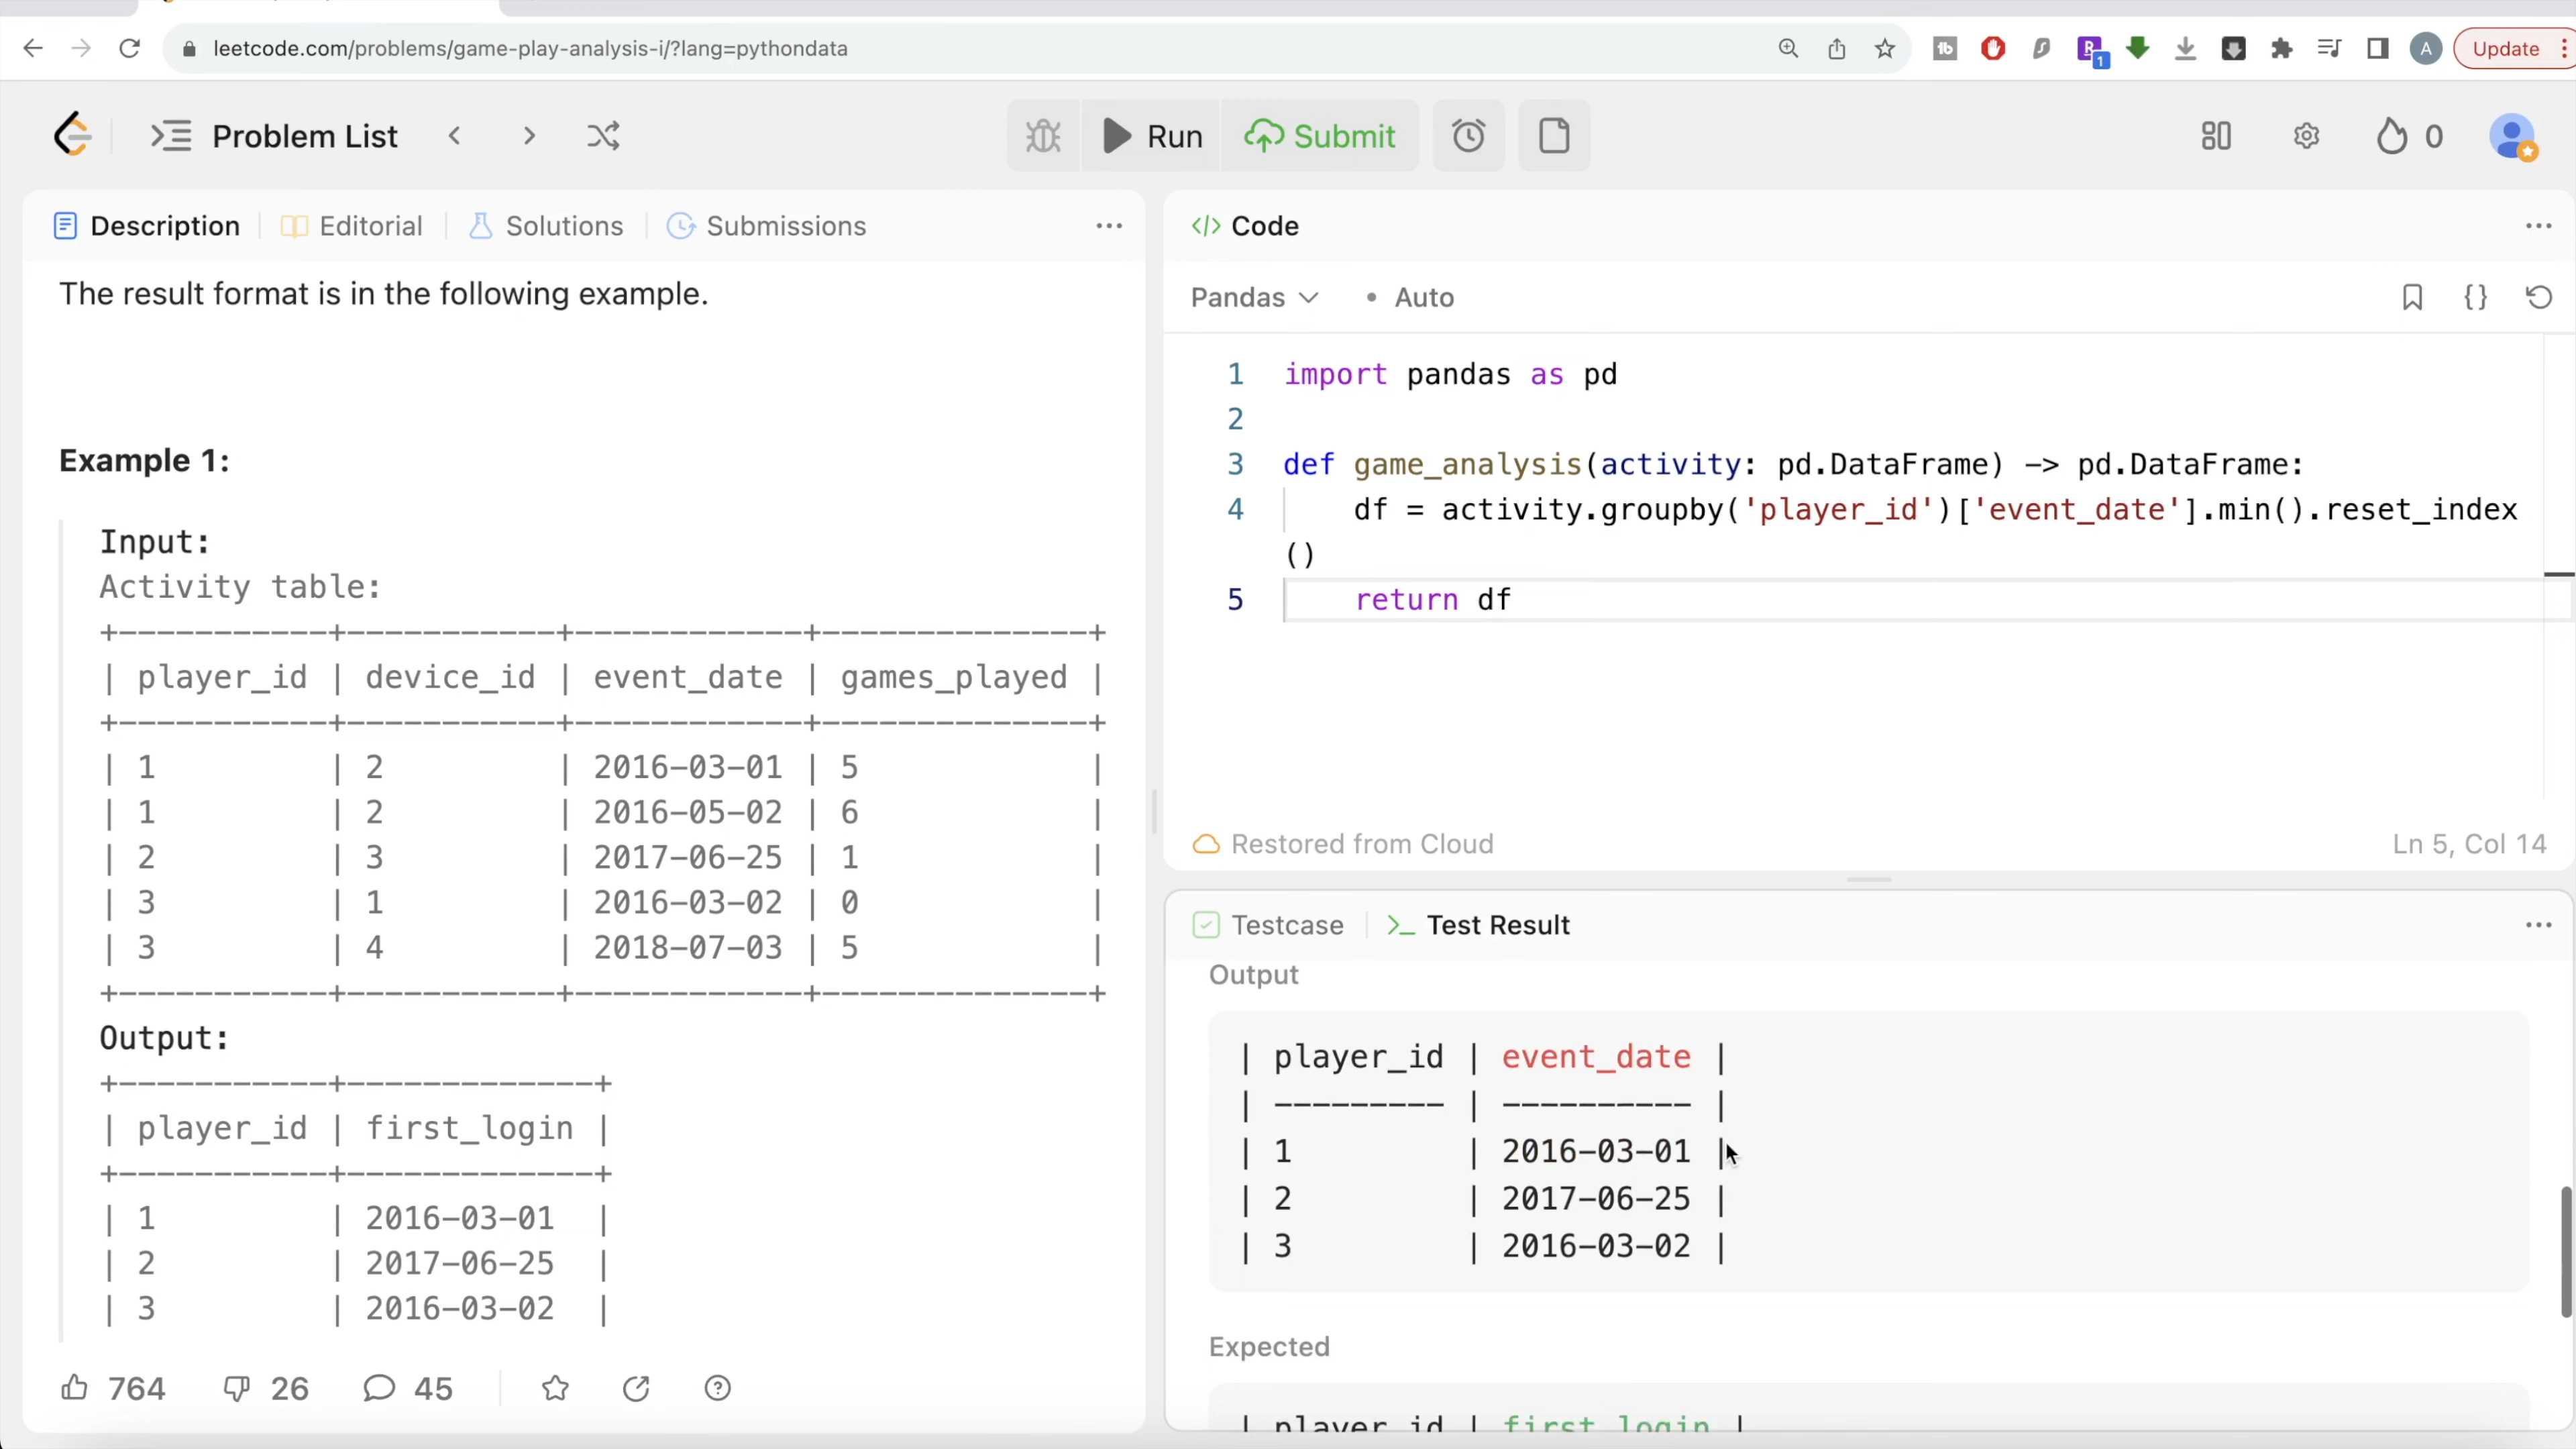 leetcode.com/problems/game-play-analysis-i/?lang=pythondata
1
A
Update
Problem List
Run
Submit
0
Description
Editorial
Solutions
Submissions
The result format is in the following example.
Example 1:
Input:
Activity table:
+-----------+-----------+------------+--------------+
| player_id | device_id | event_date | games_played |
+-----------+-----------+------------+--------------+
| 1         | 2         | 2016-03-01 | 5            |
| 1         | 2         | 2016-05-02 | 6            |
| 2         | 3         | 2017-06-25 | 1            |
| 3         | 1         | 2016-03-02 | 0            |
| 3         | 4         | 2018-07-03 | 5            |
+-----------+-----------+------------+--------------+
Output:
+-----------+-------------+
| player_id | first_login |
+-----------+-------------+
| 1         | 2016-03-01  |
| 2         | 2017-06-25  |
| 3         | 2016-03-02  |
764
26
45
Code
Pandas
• Auto
1 import pandas as pd
2
3 def game_analysis(activity: pd.DataFrame) -> pd.DataFrame:
4     df = activity.groupby('player_id')['event_date'].min().reset_index
()
5     return df
Restored from Cloud
Ln 5, Col 14
Testcase
Test Result
Output
| player_id | event_date |
| --------- | ---------- |
| 1         | 2016-03-01 |
| 2         | 2017-06-25 |
| 3         | 2016-03-02 |
Expected
| player_id | first_login |